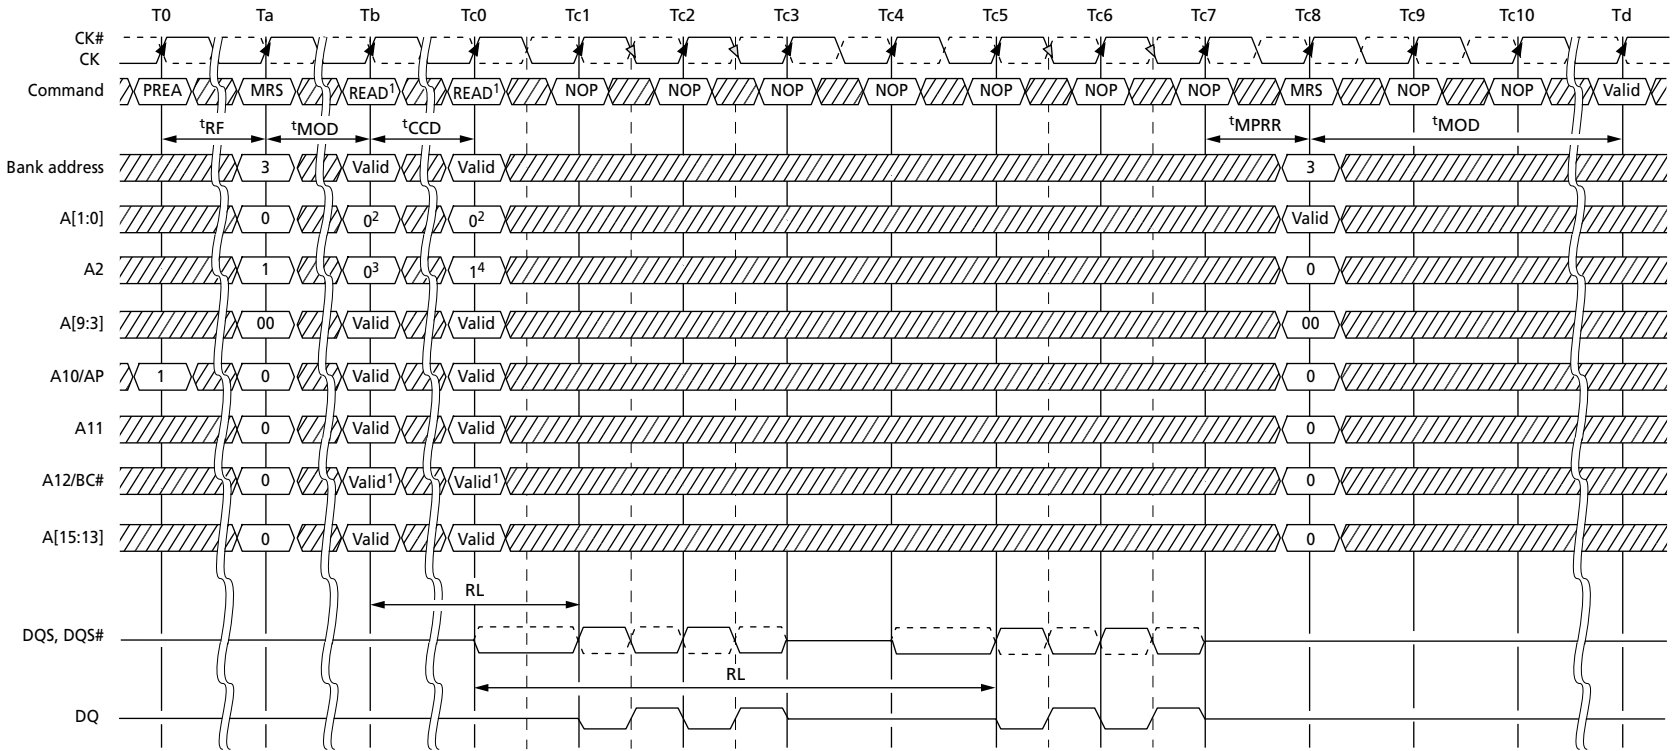 T0 Ta Tb Tc0 Tc1 Tc2 Tc3 Tc4 Tc5 Tc6 Tc7 Tc8 Tc9 Tc10 Td
CK#
CK
Command PREA MRS READ1 READ1 NOP NOP NOP NOP NOP NOP NOP MRS NOP NOP Valid
tRF tMOD tCCD tMPRR tMOD
Bank address 3 Valid Valid 3
A[1:0] 0 0² 0² Valid
A2 1 0³ 1⁴ 0
A[9:3] 00 Valid Valid 00
A10/AP 1 0 Valid Valid 0
A11 0 Valid Valid 0
A12/BC# 0 Valid1 Valid1 0
A[15:13] 0 Valid Valid 0
RL
DQS, DQS#
RL
DQ